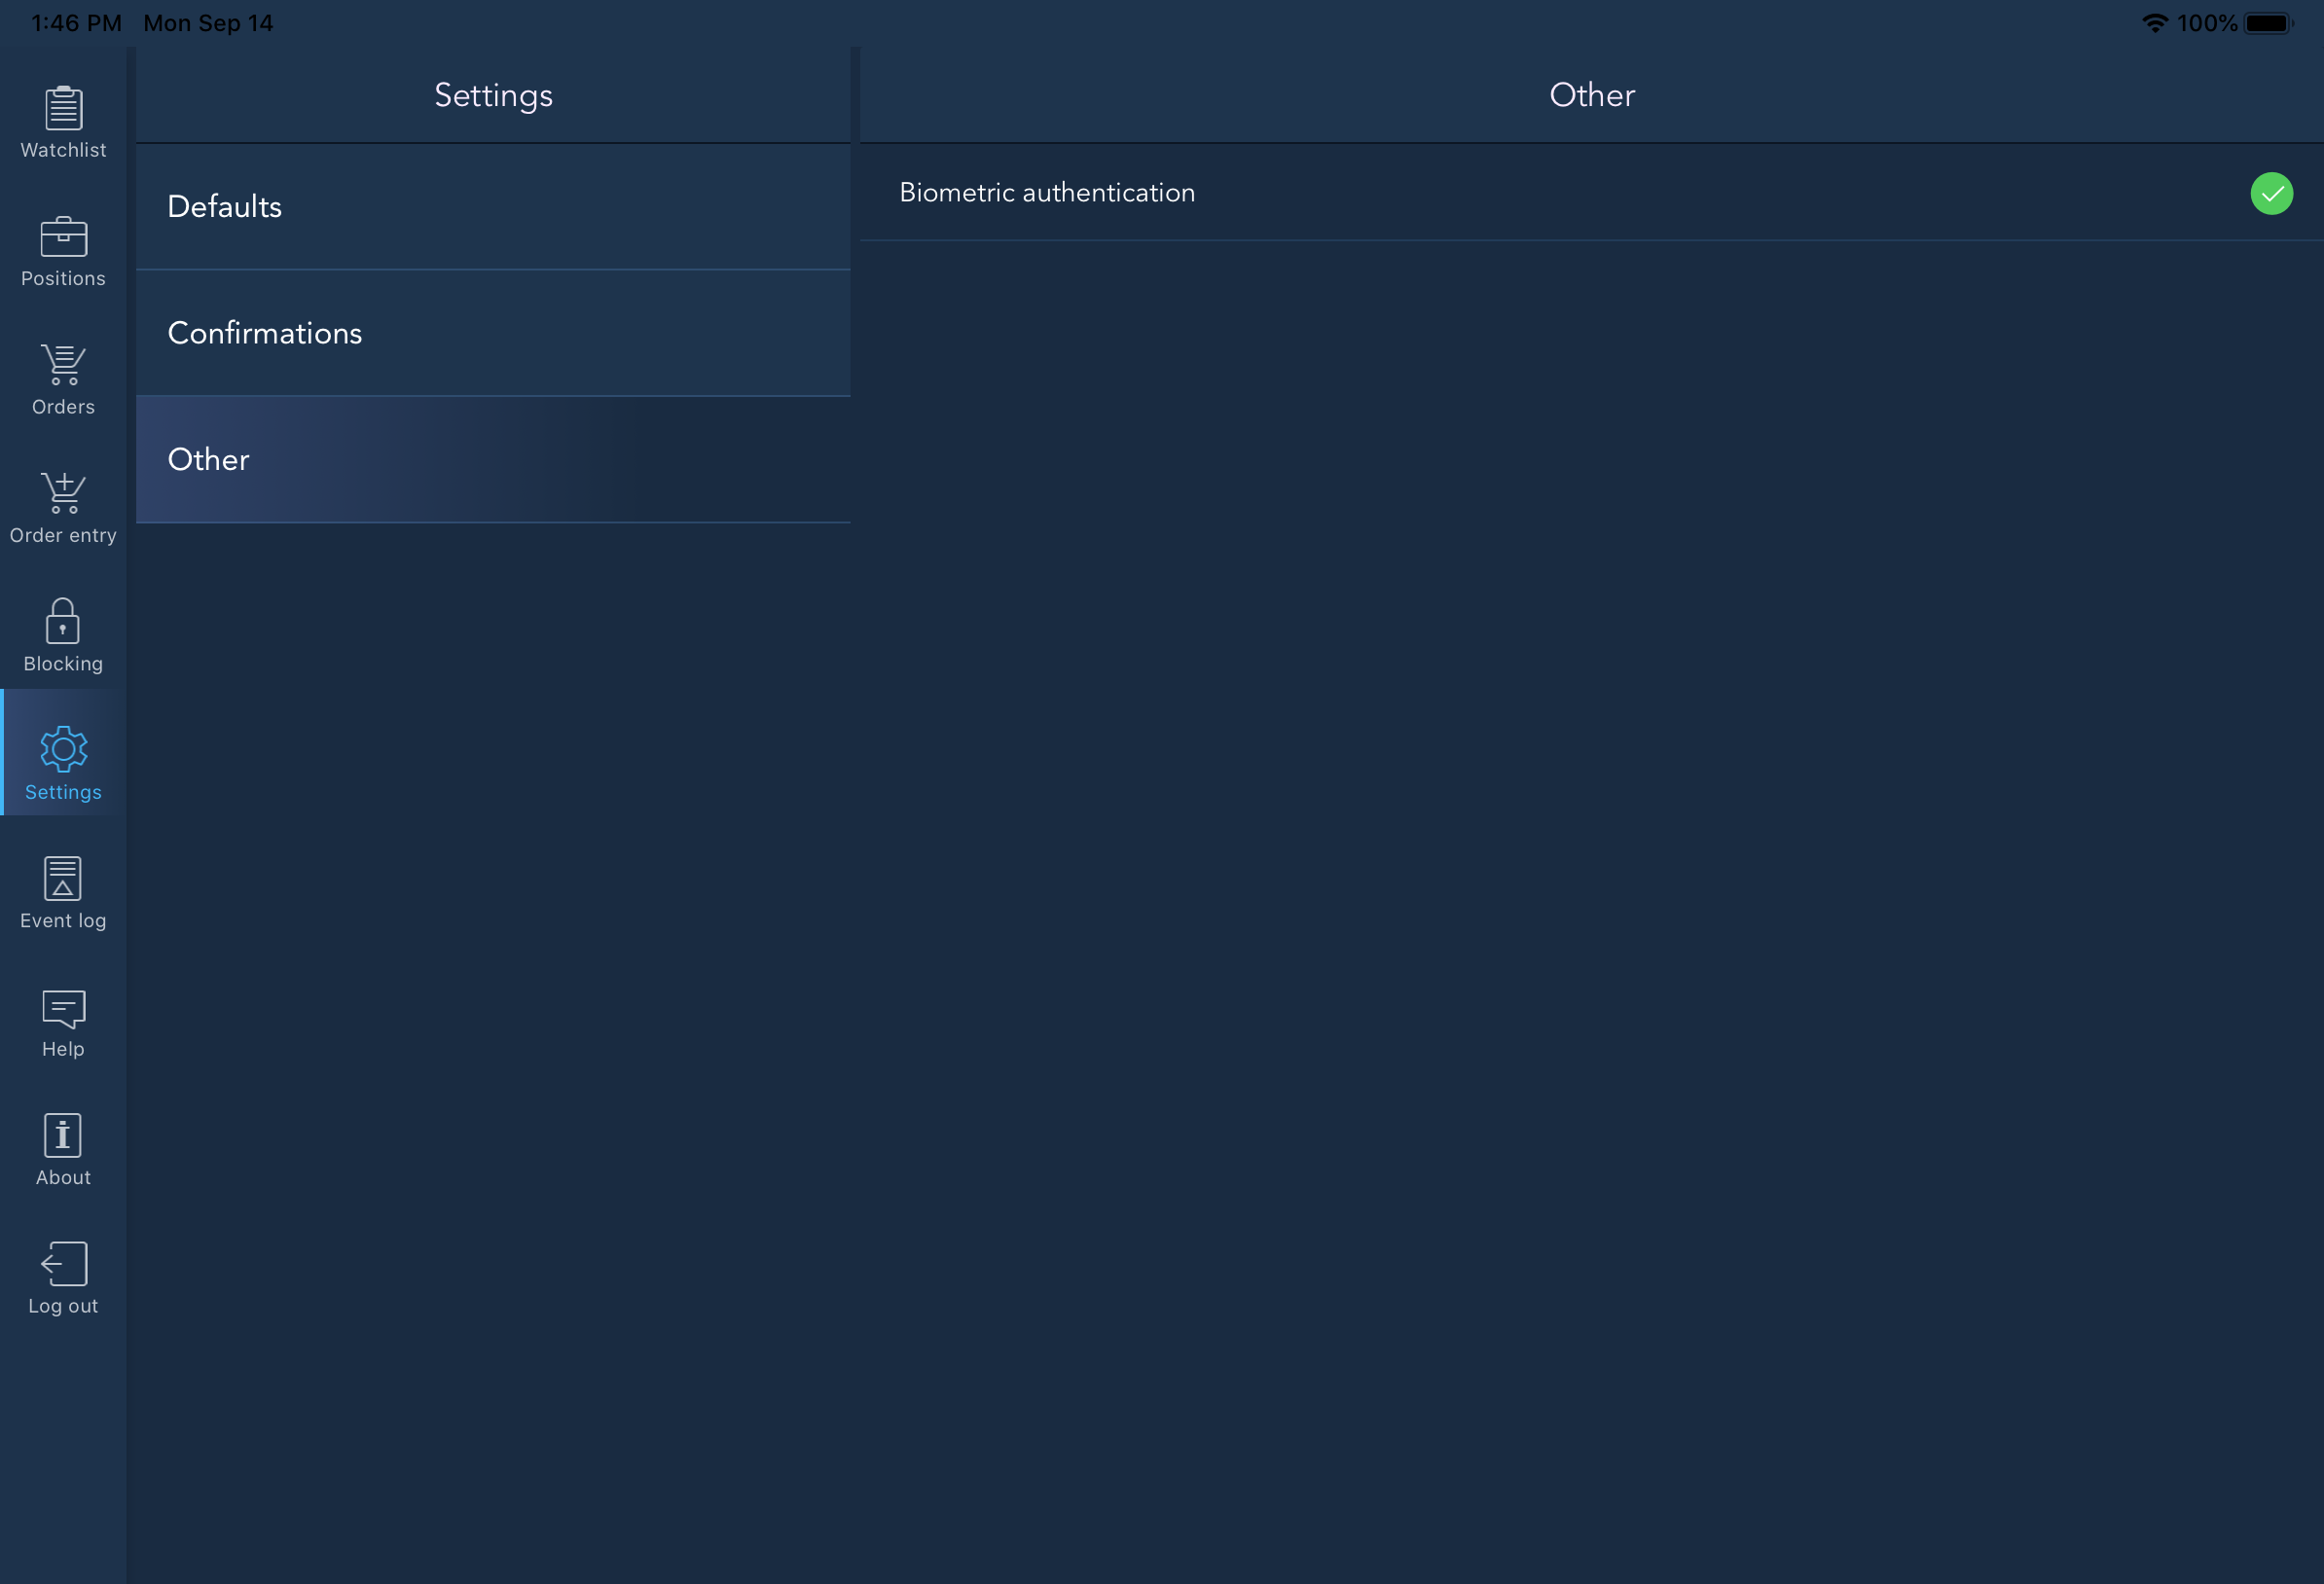 1:46 PM Mon Sep 14
100%
Watchlist
Positions
Orders
Order entry
Blocking
Settings
Event log
Help
About
Log out
Settings
Defaults
Confirmations
Other
Other
Biometric authentication